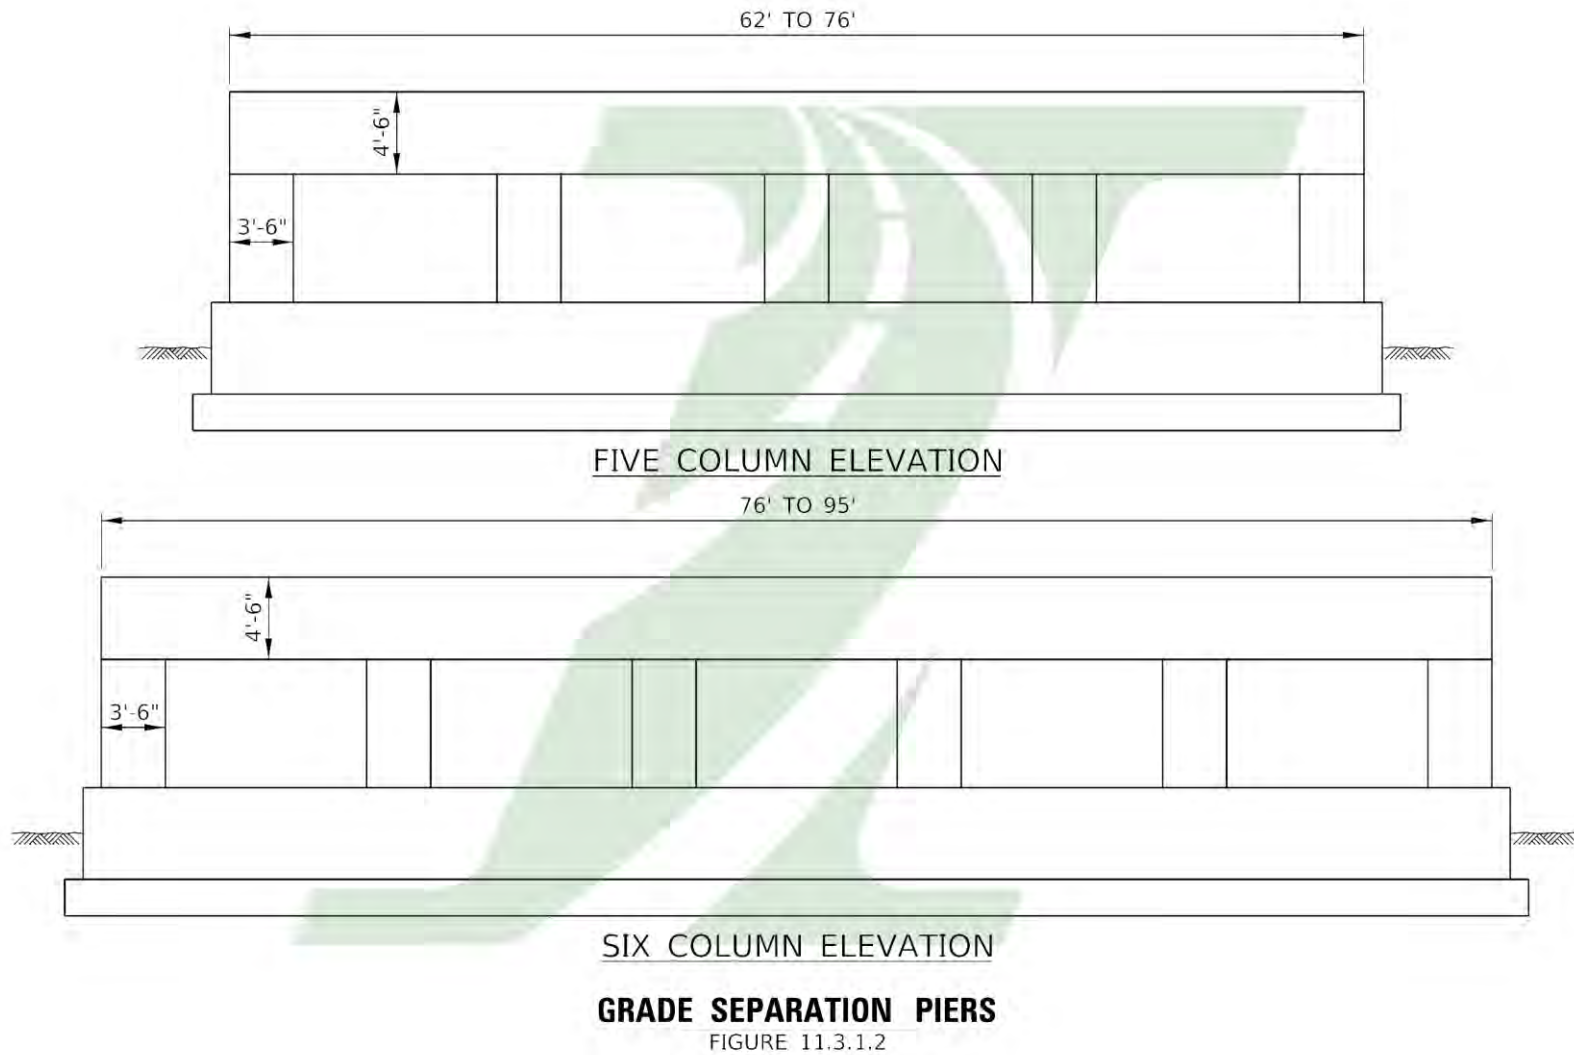 62' TO 76'
4'-6"
3'-6"
FIVE COLUMN ELEVATION
76' TO 95'
4'-6"
3'-6"
SIX COLUMN ELEVATION
GRADE SEPARATION PIERS
FIGURE 11.3.1.2